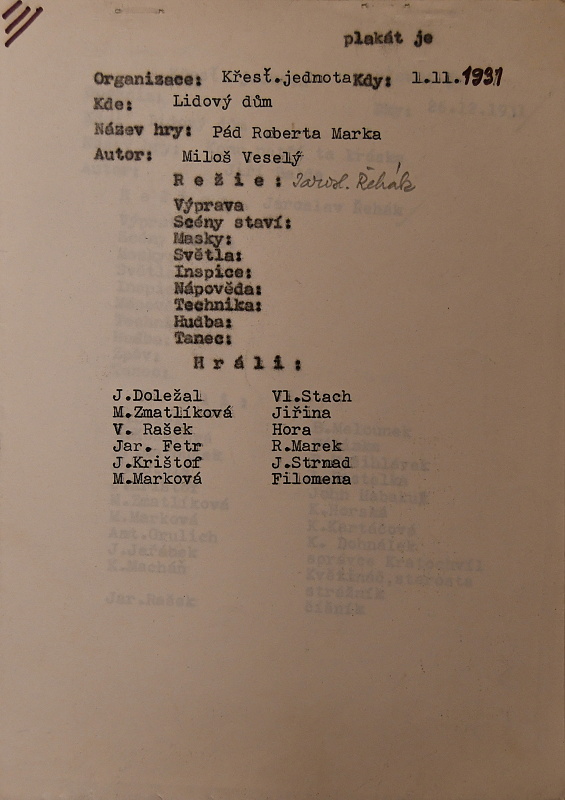 plakát je
Organizace: Křesť.jednota Kdy: 1.11.1931
Kde: Lidový dům
Název hry: Pád Roberta Marka
Autor: Miloš Veselý
Režie: Jarosl. Řehák
Výprava
Scény staví:
Masky:
Světla:
Inspice:
Nápověda:
Technika:
Hudba:
Tanec:
Hráli:
J.Doležal Vl.Stach
M.Zmatlíková Jiřina
V. Rašek Hora
Jar. Fetr R.Marek
J.Krištof J.Strnad
M.Marková Filomena